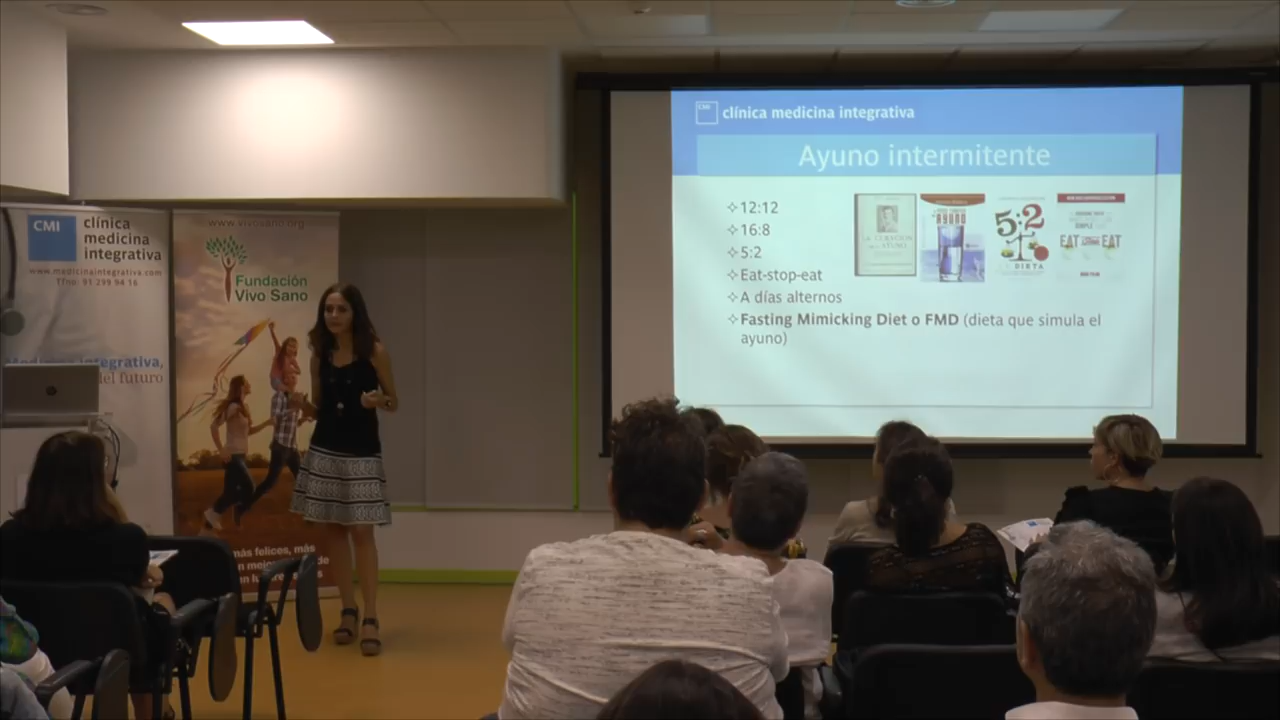 CMI clínica medicina integrativa
Ayuno intermitente
12:12
16:8
5:2
Eat-stop-eat
A días alternos
Fasting Mimicking Diet o FMD (dieta que simula el
ayuno)
AYUNO
5:2
DIETA
EAT
EAT
CMI
clínica
medicina
integrativa
www.medicinaintegrativa.com
Tfno: 91 299 94 16
integrativa,
del futuro
www.vivosano.org
Fundación
Vivo Sano
más felices, más